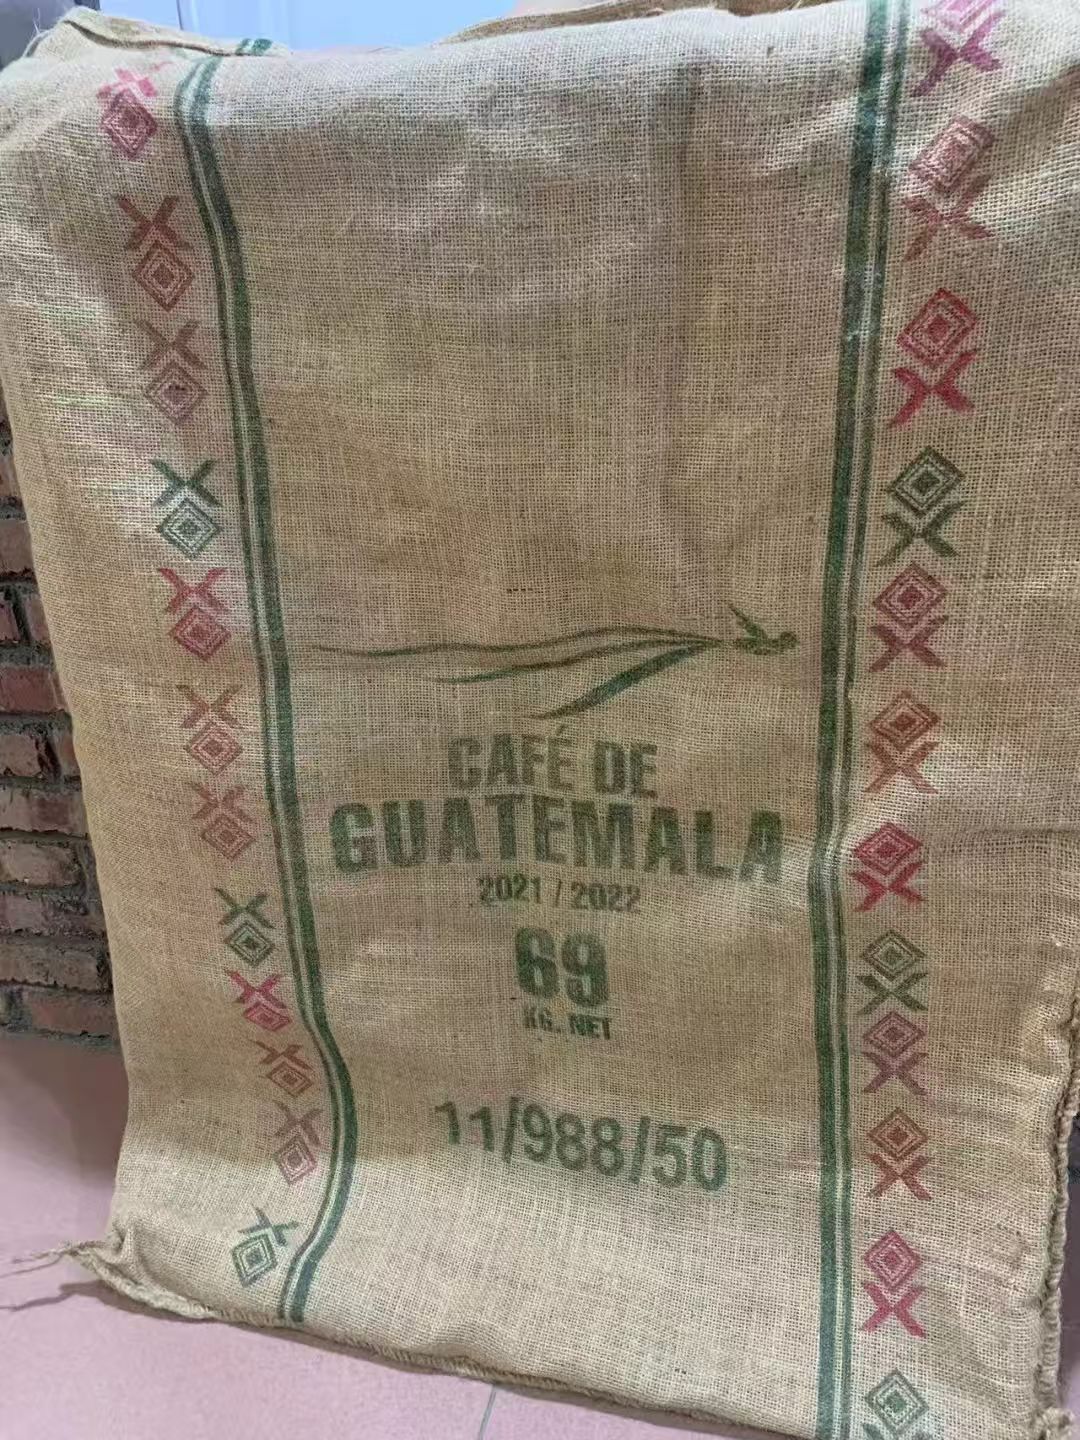 CAFÉ DE
GUATEMALA
2021 / 2022
69
KG. NET
11/988/50